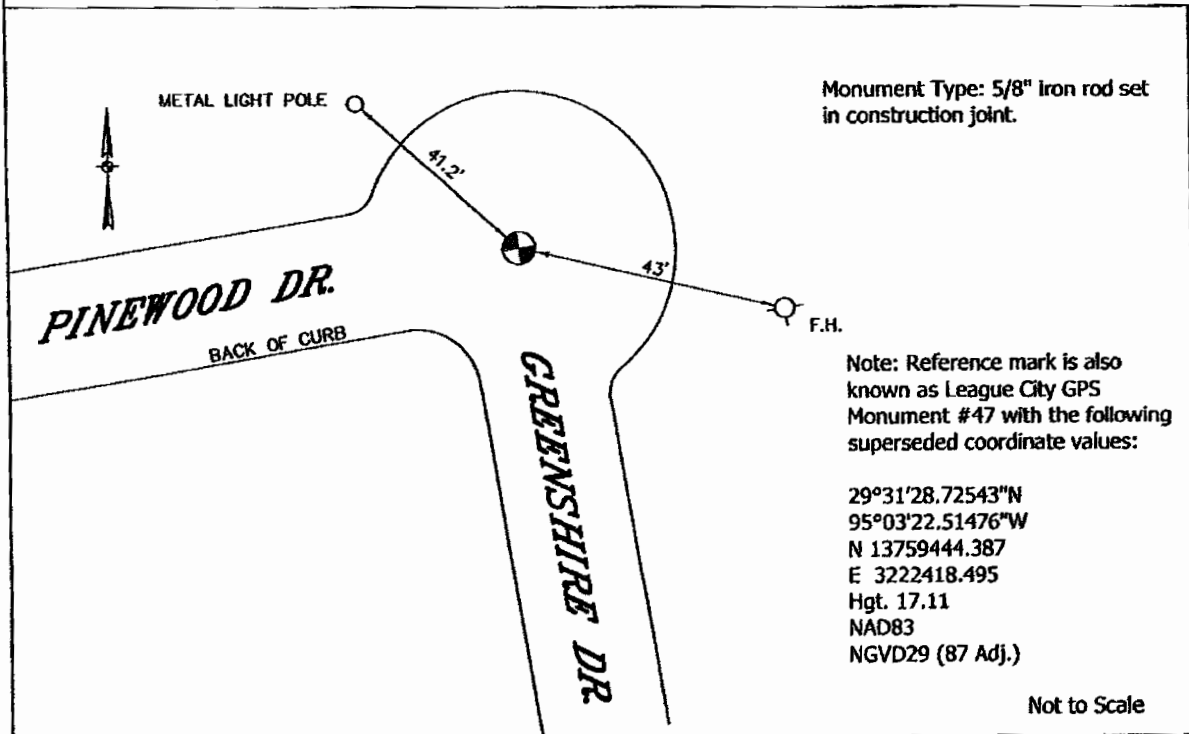 METAL LIGHT POLE
Monument Type: 5/8" iron rod set
in construction joint.
41.2'
43'
F.H.
PINEWOOD DR.
BACK OF CURB
GREENSHIRE DR.
Note: Reference mark is also
known as League City GPS
Monument #47 with the following
superseded coordinate values:
29°31'28.72543"N
95°03'22.51476"W
N 13759444.387
E 3222418.495
Hgt. 17.11
NAD83
NGVD29 (87 Adj.)
Not to Scale